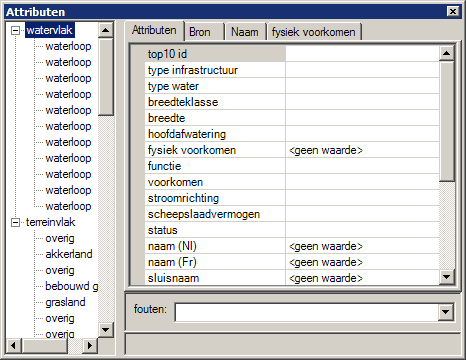 Attributen
watervlak
waterloop
waterloop
waterloop
waterloop
waterloop
waterloop
waterloop
waterloop
waterloop
waterloop
waterloop
terreinvlak
overig
akkerland
overig
bebouwd g
grasland
overig
overig
Attributen Bron Naam fysiek voorkomen
top10 id
type infrastructuur
type water
breedteklasse
breedte
hoofdafwatering
fysiek voorkomen <geen waarde>
functie
voorkomen
stroomrichting
scheepslaadvermogen
status
naam (Nl) <geen waarde>
naam (Fr) <geen waarde>
sluisnaam <geen waarde>
fouten: